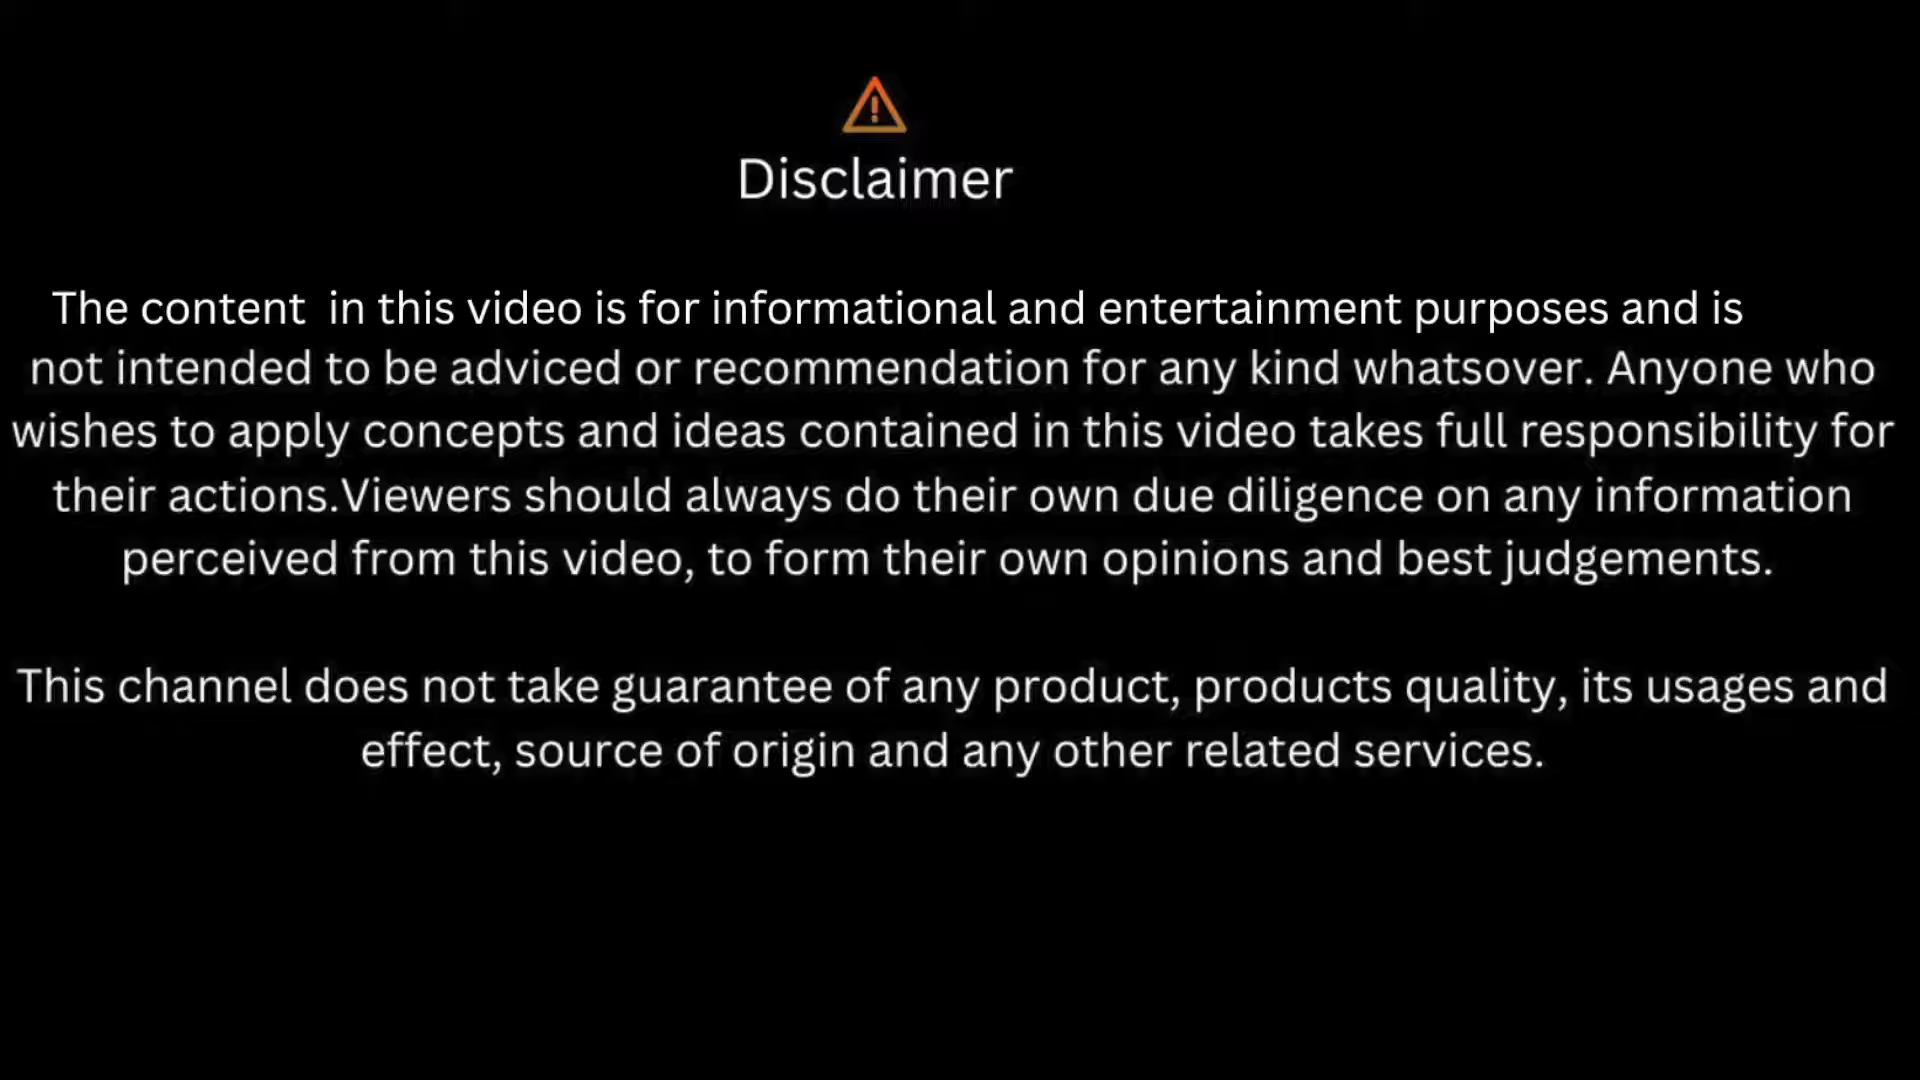 Disclaimer
The content in this video is for informational and entertainment purposes and is
not intended to be adviced or recommendation for any kind whatsover. Anyone who
wishes to apply concepts and ideas contained in this video takes full responsibility for
their actions.Viewers should always do their own due diligence on any information
perceived from this video, to form their own opinions and best judgements.
This channel does not take guarantee of any product, products quality, its usages and
effect, source of origin and any other related services.